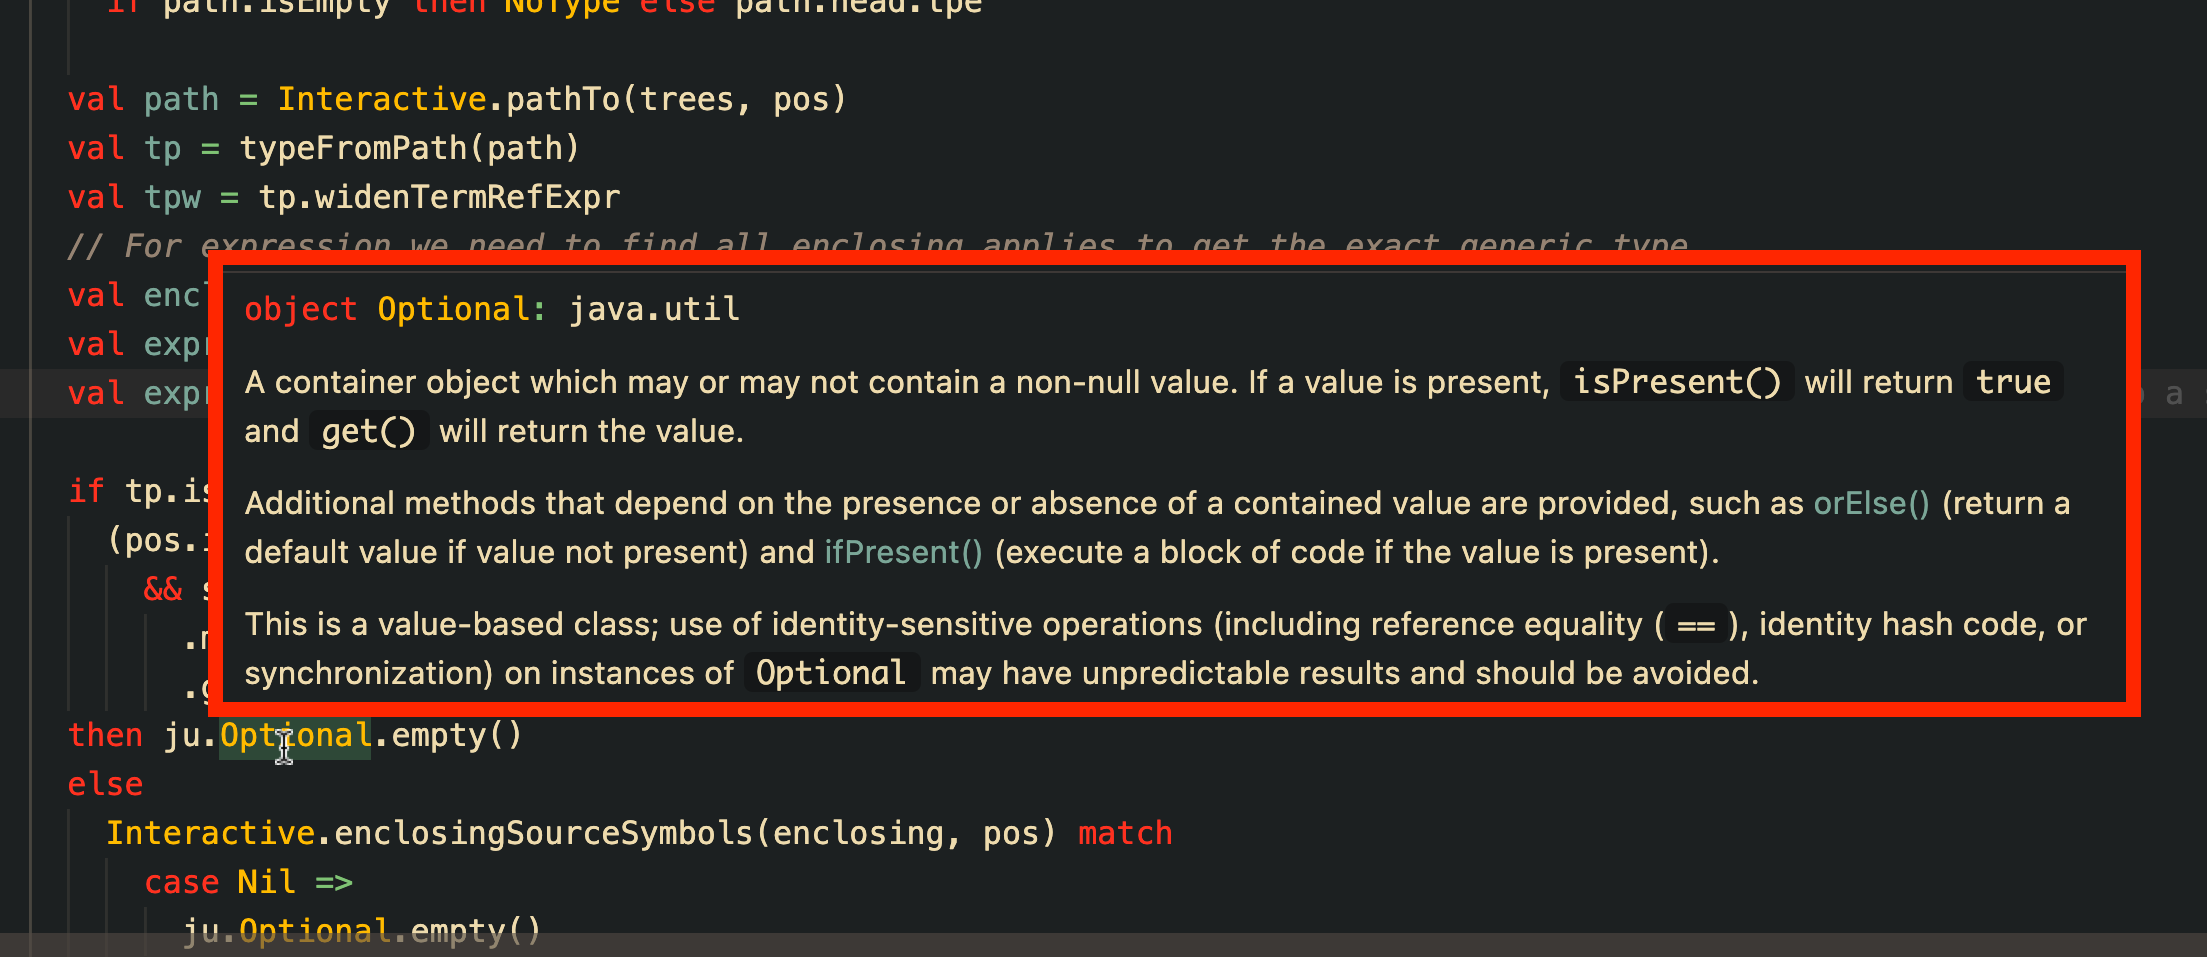 if path.isEmpty then NoType else path.head.tpe
val path = Interactive.pathTo(trees, pos)
val tp = typeFromPath(path)
val tpw = tp.widenTermRefExpr
// For expression we need to find all enclosing applies to get the exact generic type
val encl
val expr
val expr a
if tp.is
(pos.i
&& s
.m
.g
object Optional: java.util
A container object which may or may not contain a non-null value. If a value is present, isPresent() will return true
and get() will return the value.
Additional methods that depend on the presence or absence of a contained value are provided, such as orElse() (return a
default value if value not present) and ifPresent() (execute a block of code if the value is present).
This is a value-based class; use of identity-sensitive operations (including reference equality ( == ), identity hash code, or
synchronization) on instances of Optional may have unpredictable results and should be avoided.
then ju.Optional.empty()
else
Interactive.enclosingSourceSymbols(enclosing, pos) match
case Nil =>
ju.Optional.empty()